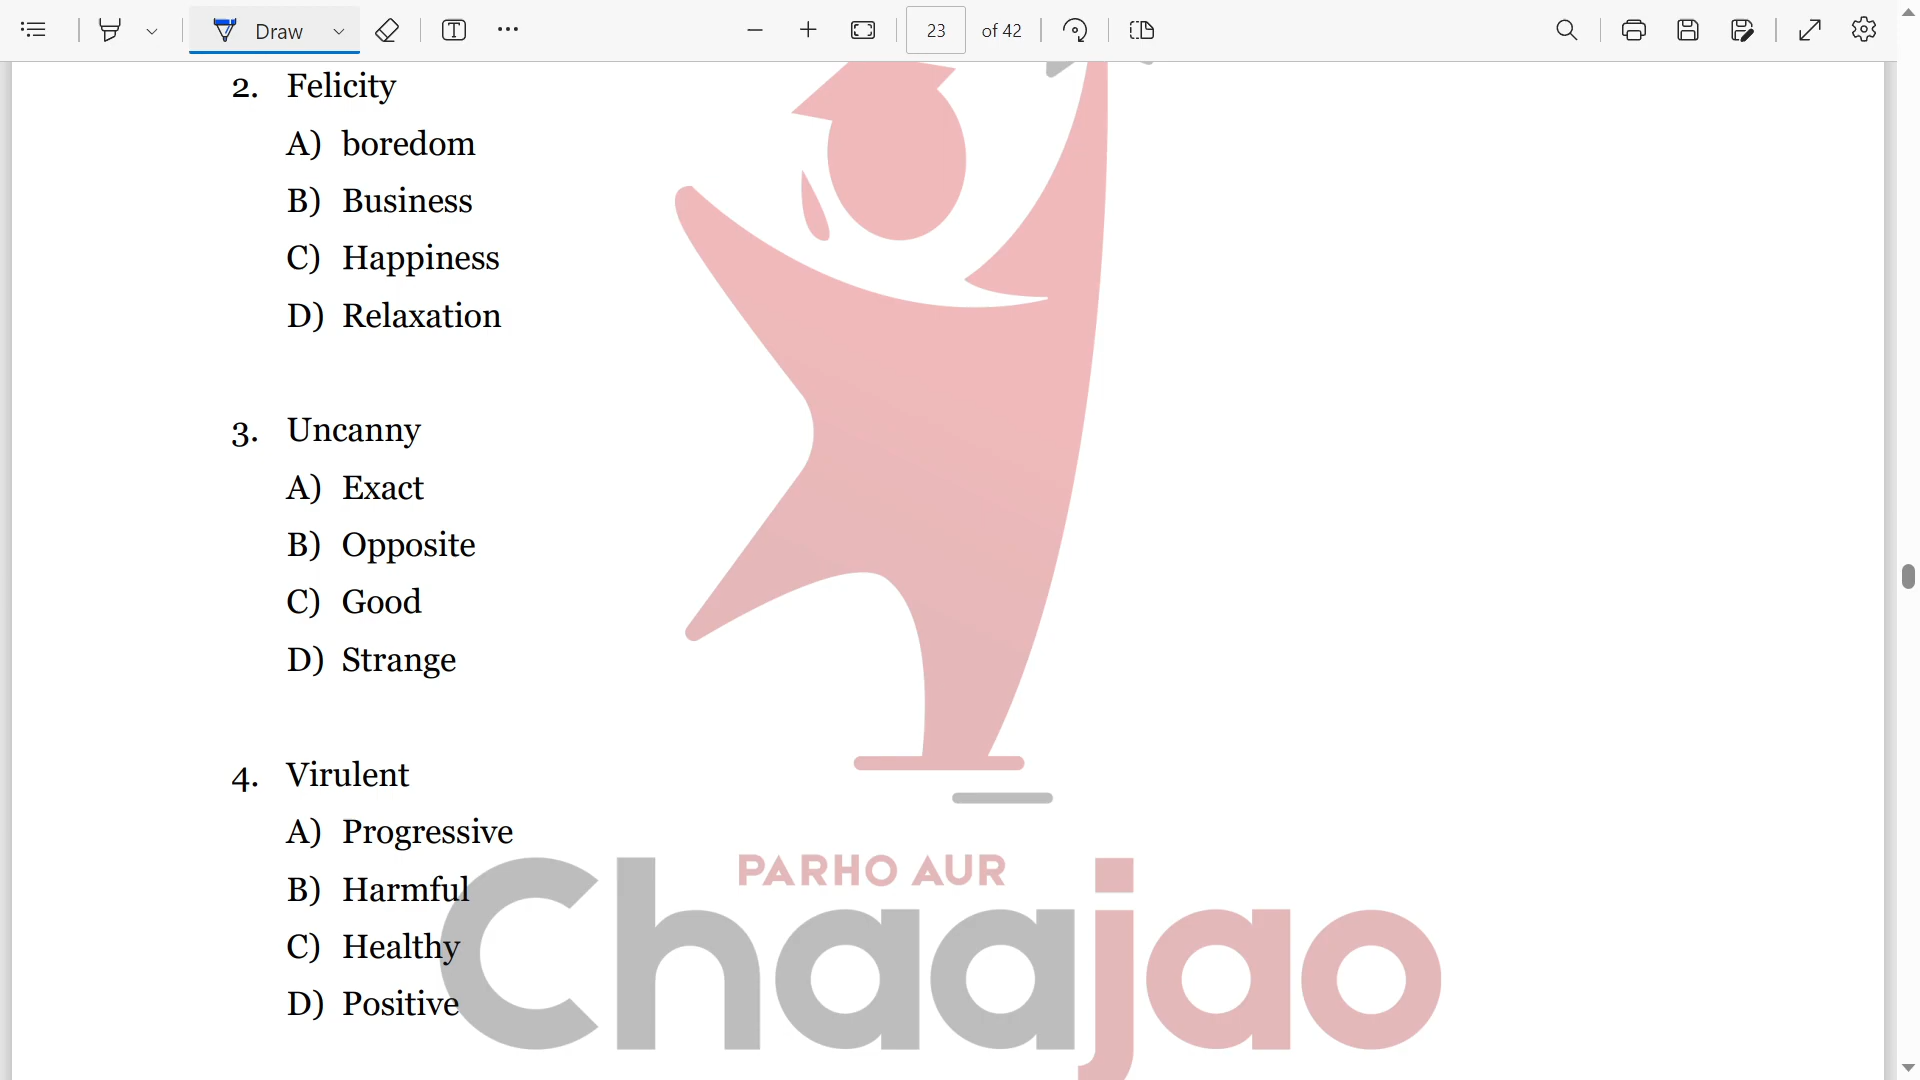 Draw
23 of 42
2. Felicity
A) boredom
B) Business
C) Happiness
D) Relaxation
3. Uncanny
A) Exact
B) Opposite
C) Good
D) Strange
4. Virulent
A) Progressive
B) Harmful
C) Healthy
D) Positive
PARHO AUR
Chaajao